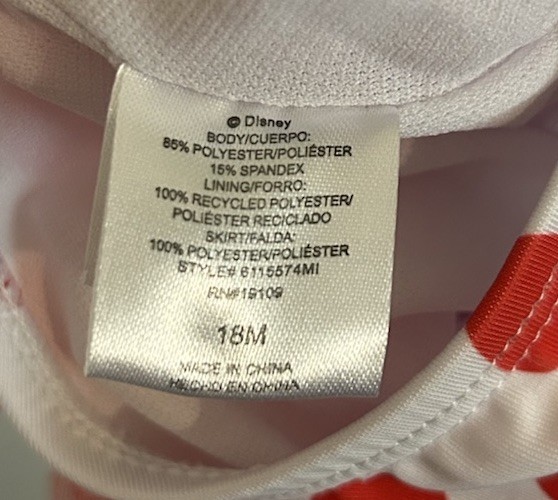 © Disney
BODY/CUERPO:
85% POLYESTER/POLIÉSTER
15% SPANDEX
LINING/FORRO:
100% RECYCLED POLYESTER/
POLIÉSTER RECICLADO
SKIRT/FALDA:
100% POLYESTER/POLIÉSTER
STYLE# 6115574MI
RN#19109
18M
MADE IN CHINA
HECHO EN CHINA